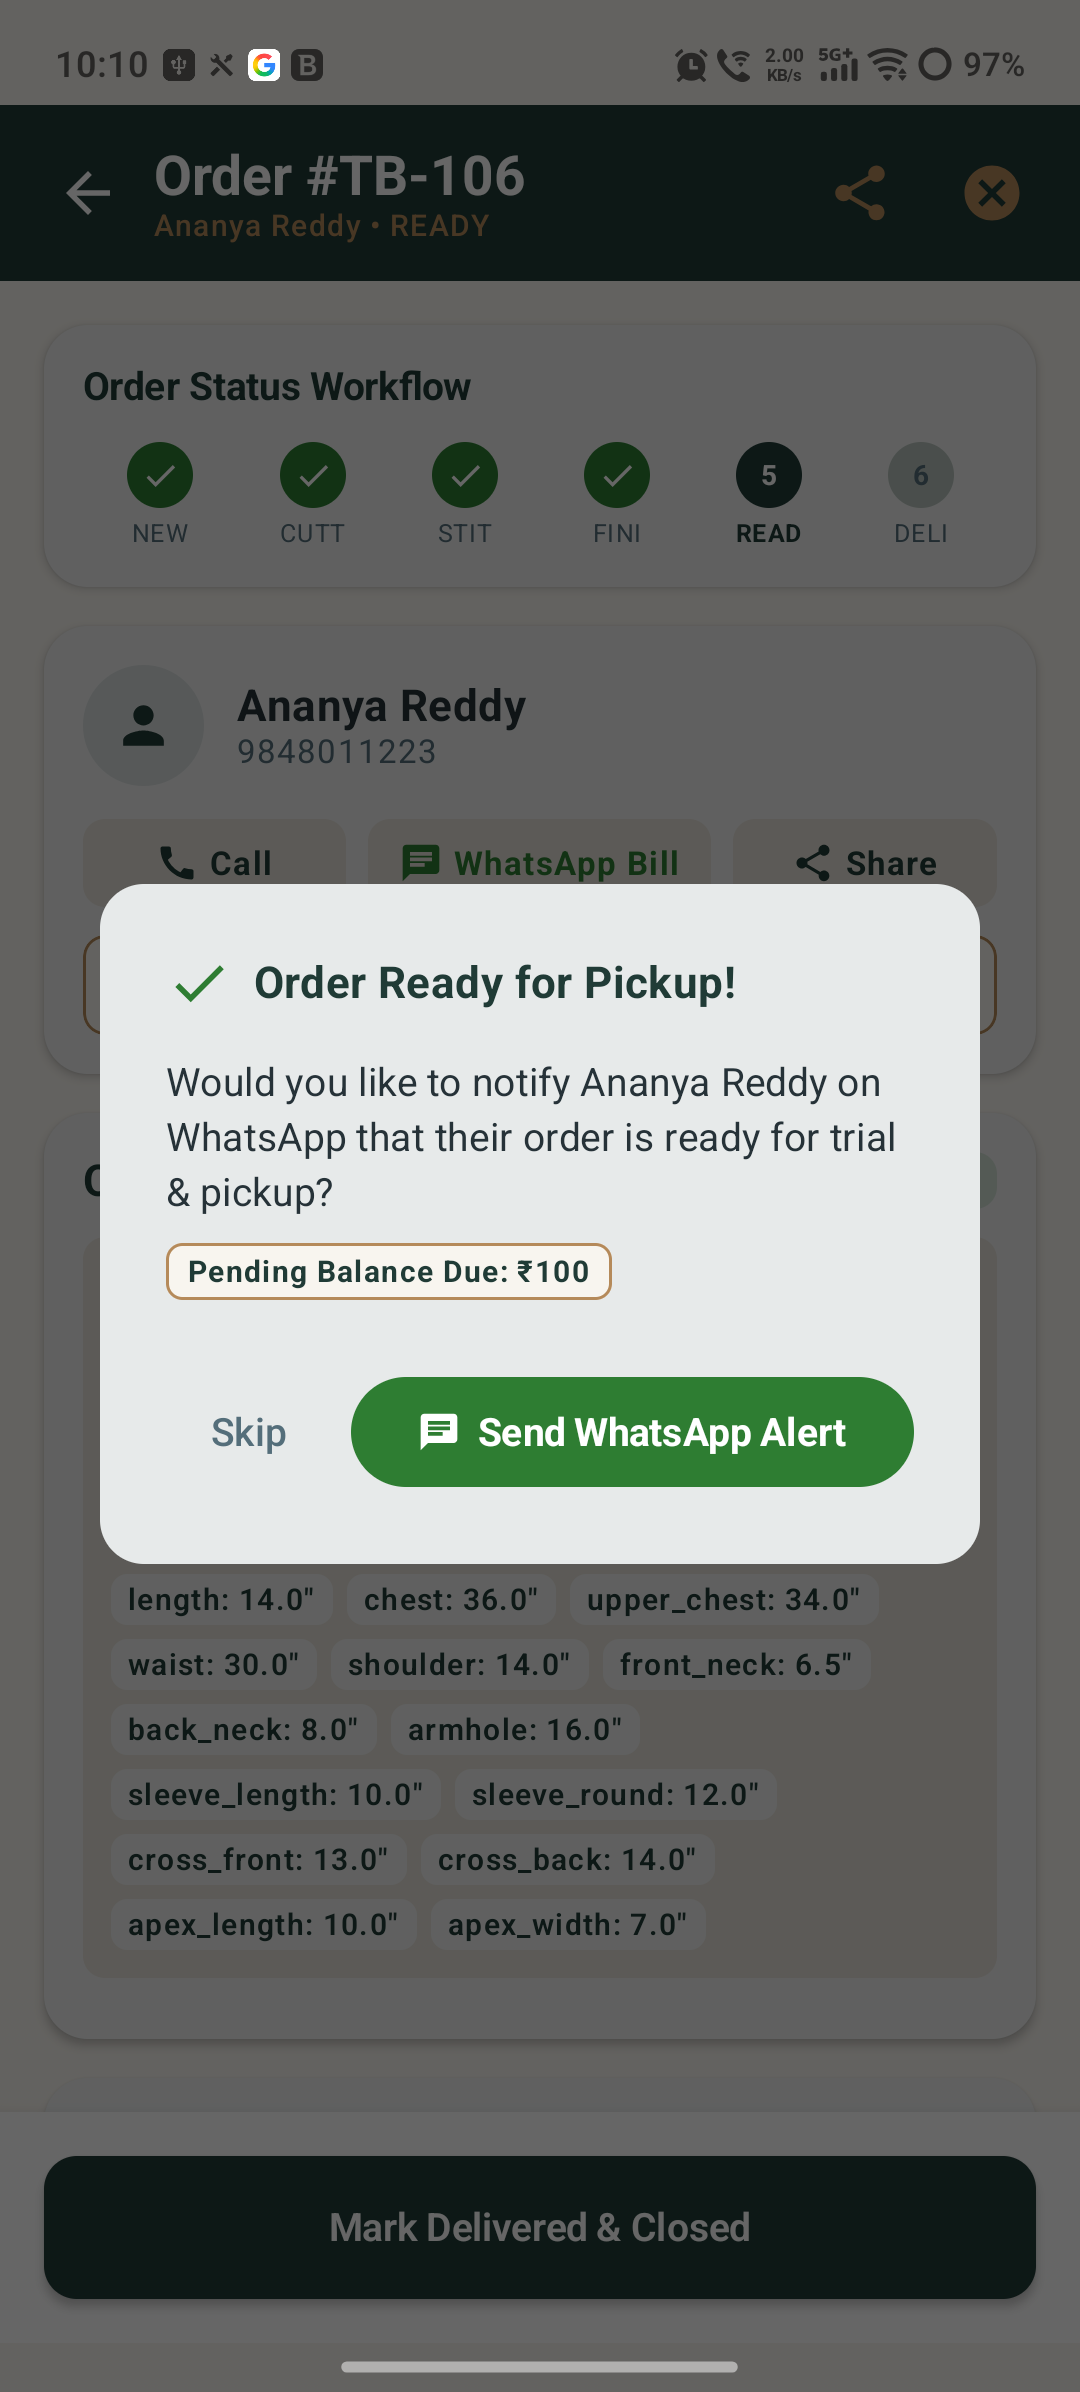 10:10
B
2.00
KB/s
5G+
97%
Order #TB-106
Ananya Reddy • READY
Order Status Workflow
5
6
NEW
CUTT
STIT
FINI
READ
DELI
Ananya Reddy
9848011223
Call
WhatsApp Bill
Share
Order Ready for Pickup!
Would you like to notify Ananya Reddy on
WhatsApp that their order is ready for trial
& pickup?
Pending Balance Due: ₹100
Skip
Send WhatsApp Alert
length: 14.0"
chest: 36.0"
upper_chest: 34.0"
waist: 30.0"
shoulder: 14.0"
front_neck: 6.5"
back_neck: 8.0"
armhole: 16.0"
sleeve_length: 10.0"
sleeve_round: 12.0"
cross_front: 13.0"
cross_back: 14.0"
apex_length: 10.0"
apex_width: 7.0"
Mark Delivered & Closed